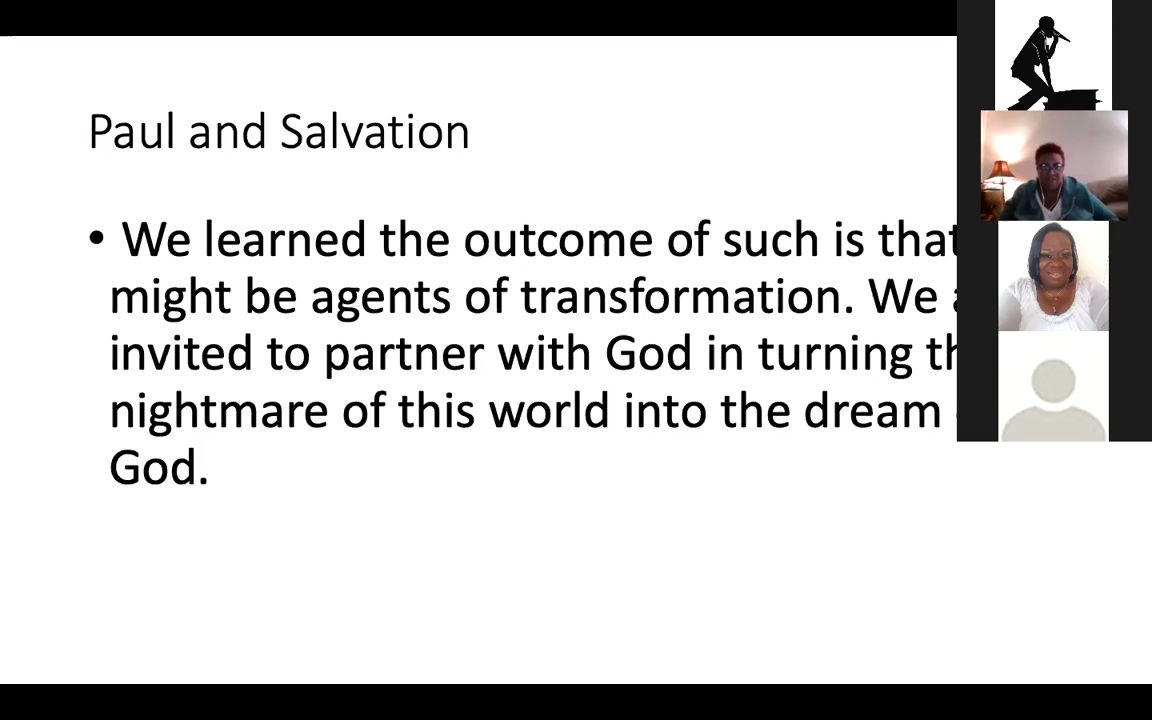 Paul and Salvation
• We learned the outcome of such is that
might be agents of transformation. We
invited to partner with God in turning
nightmare of this world into the dream
God.